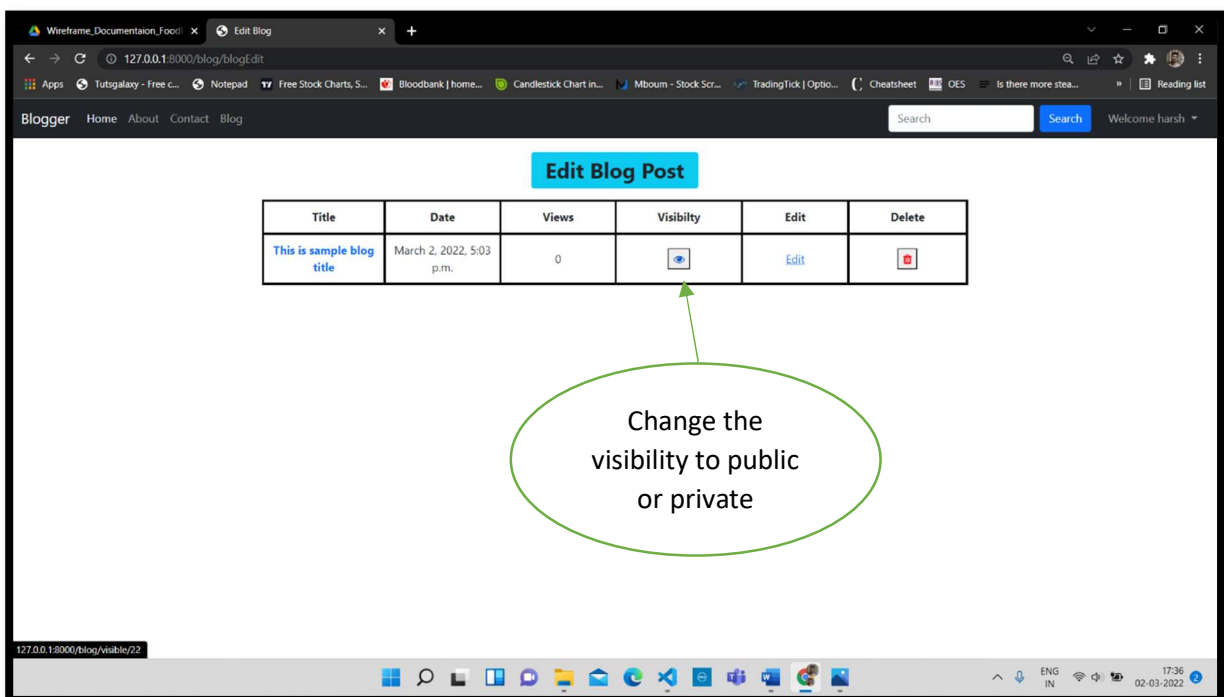 Wireframe_Documentaion_Food
Edit Blog
127.0.0.1:8000/blog/blogEdit
Apps Tutsgalaxy - Free c... Notepad Free Stock Charts, S... Bloodbank | home... Candlestick Chart in... Mboum - Stock Scr... TradingTick | Optio... Cheatsheet OES Is there more stea... » Reading list
Blogger Home About Contact Blog Search Search Welcome harsh
Edit Blog Post
Title Date Views Visibilty Edit Delete
This is sample blog title
March 2, 2022, 5:03 p.m.
0
Edit
Change the
visibility to public
or private
127.0.0.1:8000/blog/visible/22
ENG
IN
17:36
02-03-2022
2